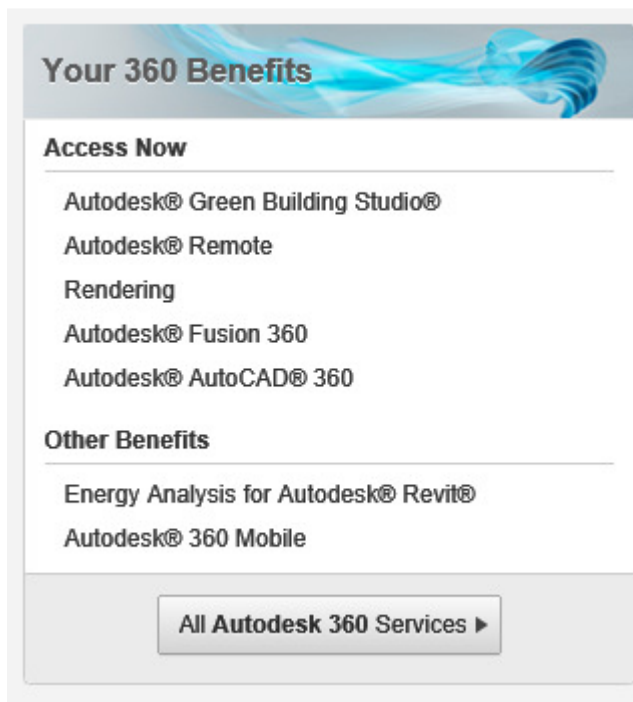 Your 360 Benefits
Access Now
Autodesk® Green Building Studio®
Autodesk® Remote
Rendering
Autodesk® Fusion 360
Autodesk® AutoCAD® 360
Other Benefits
Energy Analysis for Autodesk® Revit®
Autodesk® 360 Mobile
All Autodesk 360 Services